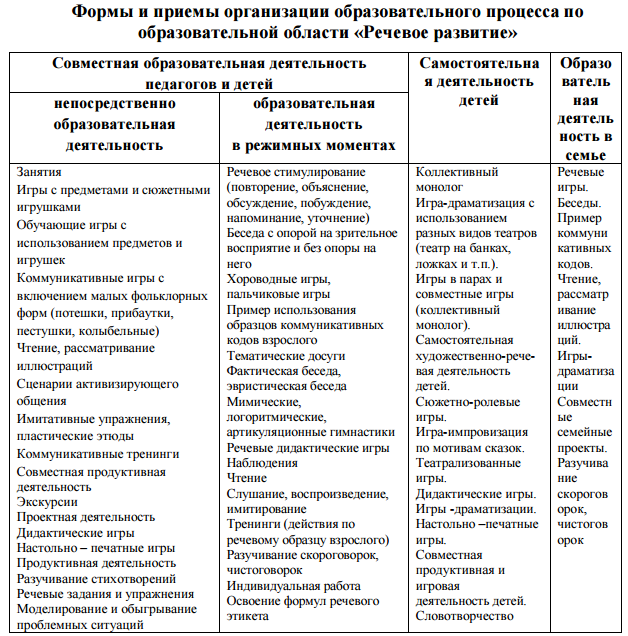 Формы и приемы организации образовательного процесса по
образовательной области «Речевое развитие»
Совместная образовательная деятельность
педагогов и детей
Самостоятельна
я деятельность
детей
Образо
ватель
ная
деятель
ность в
семье
непосредственно
образовательная
деятельность
образовательная
деятельность
в режимных моментах
Занятия
Игры с предметами и сюжетными
игрушками
Обучающие игры с
использованием предметов и
игрушек
Коммуникативные игры с
включением малых фольклорных
форм (потешки, прибаутки,
пестушки, колыбельные)
Чтение, рассматривание
иллюстраций
Сценарии активизирующего
общения
Имитативные упражнения,
пластические этюды
Коммуникативные тренинги
Совместная продуктивная
деятельность
Экскурсии
Проектная деятельность
Дидактические игры
Настольно – печатные игры
Продуктивная деятельность
Разучивание стихотворений
Речевые задания и упражнения
Моделирование и обыгрывание
проблемных ситуаций
Речевое стимулирование
(повторение, объяснение,
обсуждение, побуждение,
напоминание, уточнение)
Беседа с опорой на зрительное
восприятие и без опоры на
него
Хороводные игры,
пальчиковые игры
Пример использования
образцов коммуникативных
кодов взрослого
Тематические досуги
Фактическая беседа,
эвристическая беседа
Мимические,
логоритмические,
артикуляционные гимнастики
Речевые дидактические игры
Наблюдения
Чтение
Слушание, воспроизведение,
имитирование
Тренинги (действия по
речевому образцу взрослого)
Разучивание скороговорок,
чистоговорок
Индивидуальная работа
Освоение формул речевого
этикета
Коллективный
монолог
Игра-драматизация с
использованием
разных видов театров
(театр на банках,
ложках и т.п.).
Игры в парах и
совместные игры
(коллективный
монолог).
Самостоятельная
художественно-рече-
вая деятельность
детей.
Сюжетно-ролевые
игры.
Игра-импровизация
по мотивам сказок.
Театрализованные
игры.
Дидактические игры.
Игры -драматизации.
Настольно –печатные
игры.
Совместная
продуктивная и
игровая
деятельность детей.
Словотворчество
Речевые
игры.
Беседы.
Пример
коммуни
кативных
кодов.
Чтение,
рассматр
ивание
иллюстра
ций.
Игры-
драматиза
ции
Совместн
ые
семейные
проекты.
Разучива
ние
скорогов
орок,
чистогов
орок